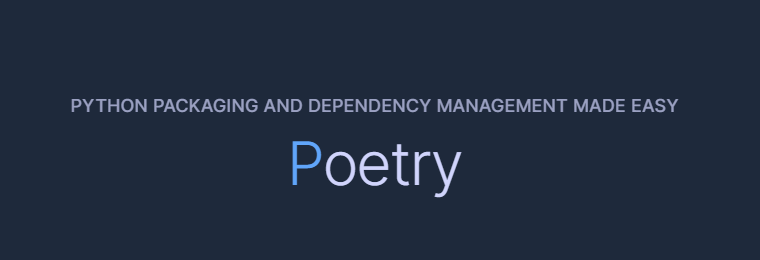 PYTHON PACKAGING AND DEPENDENCY MANAGEMENT MADE EASY
Poetry